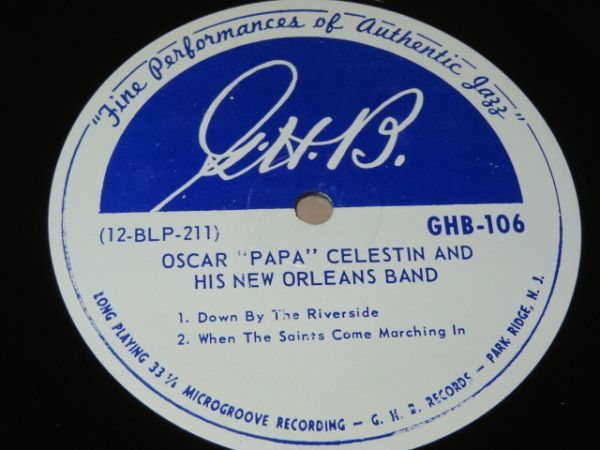 "Fine Performances of Authentic Jazz"
G.H.B.
(12-BLP-211)
GHB-106
OSCAR "PAPA" CELESTIN AND
HIS NEW ORLEANS BAND
1. Down By The Riverside
2. When The Saints Come Marching In
LONG PLAYING 33⅓ MICROGROOVE RECORDING - G. H. B. RECORDS - PARK RIDGE, N. J.